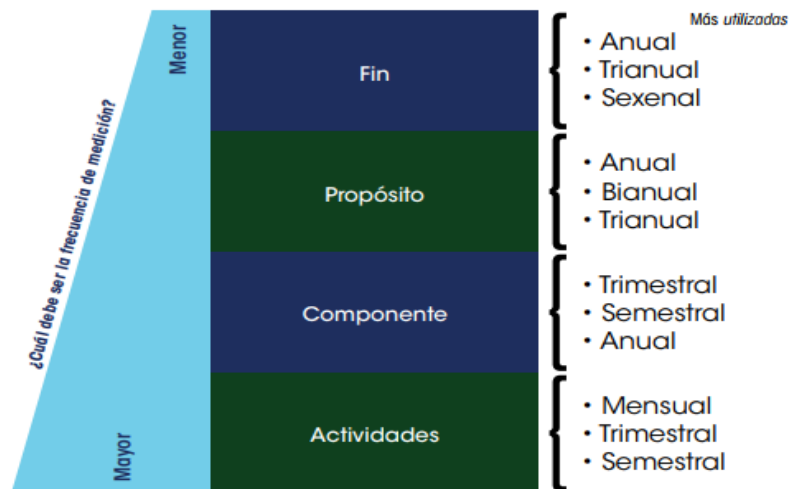 Más utilizadas
¿Cuál debe ser la frecuencia de medición?
Menor
Fin
• Anual
• Trianual
• Sexenal
Propósito
• Anual
• Bianual
• Trianual
Componente
• Trimestral
• Semestral
• Anual
Mayor
Actividades
• Mensual
• Trimestral
• Semestral